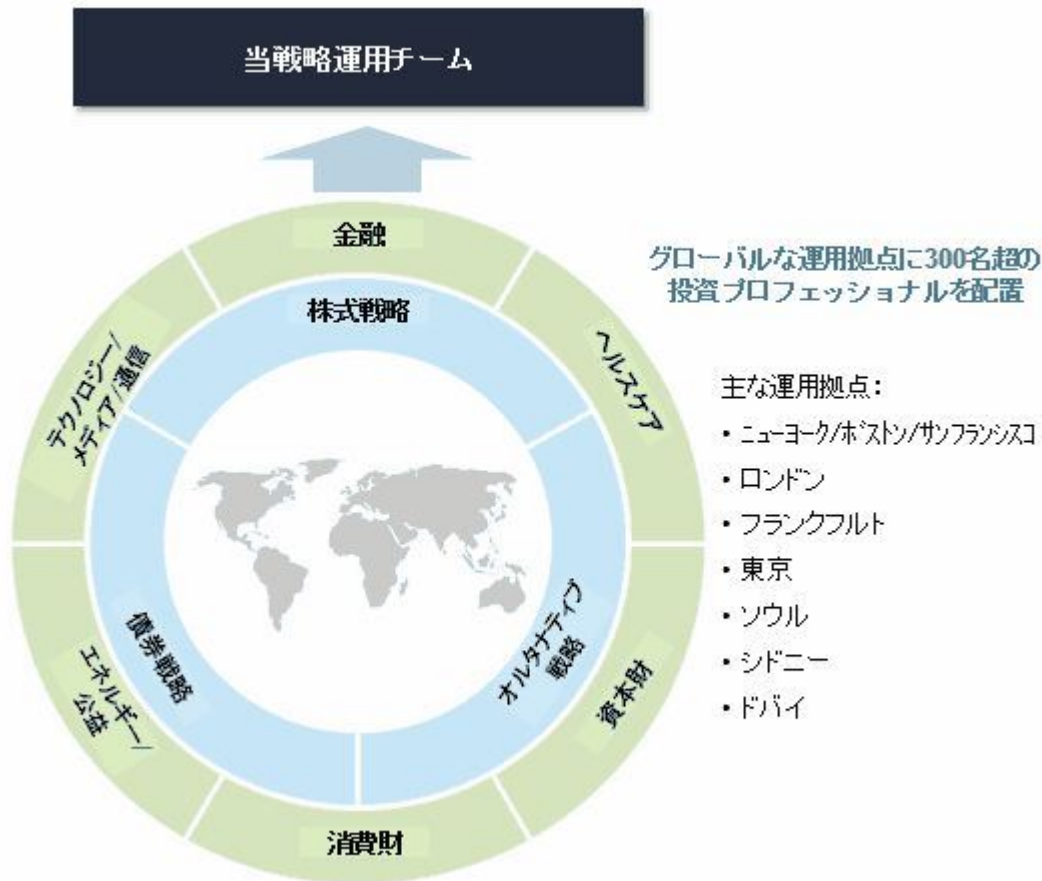 当戦略運用チーム
金融
株式戦略
グローバルな運用拠点に300名超の
投資プロフェッショナルを配置
テクノロジー/
メディア/通信
ヘルスケア
主な運用拠点：
・ニューヨーク/ボストン/サンフランシスコ
・ロンドン
・フランクフルト
・東京
・ソウル
・シドニー
・ドバイ
債券戦略
オルタナティブ
戦略
エネルギー/
公益
資本財
消費財